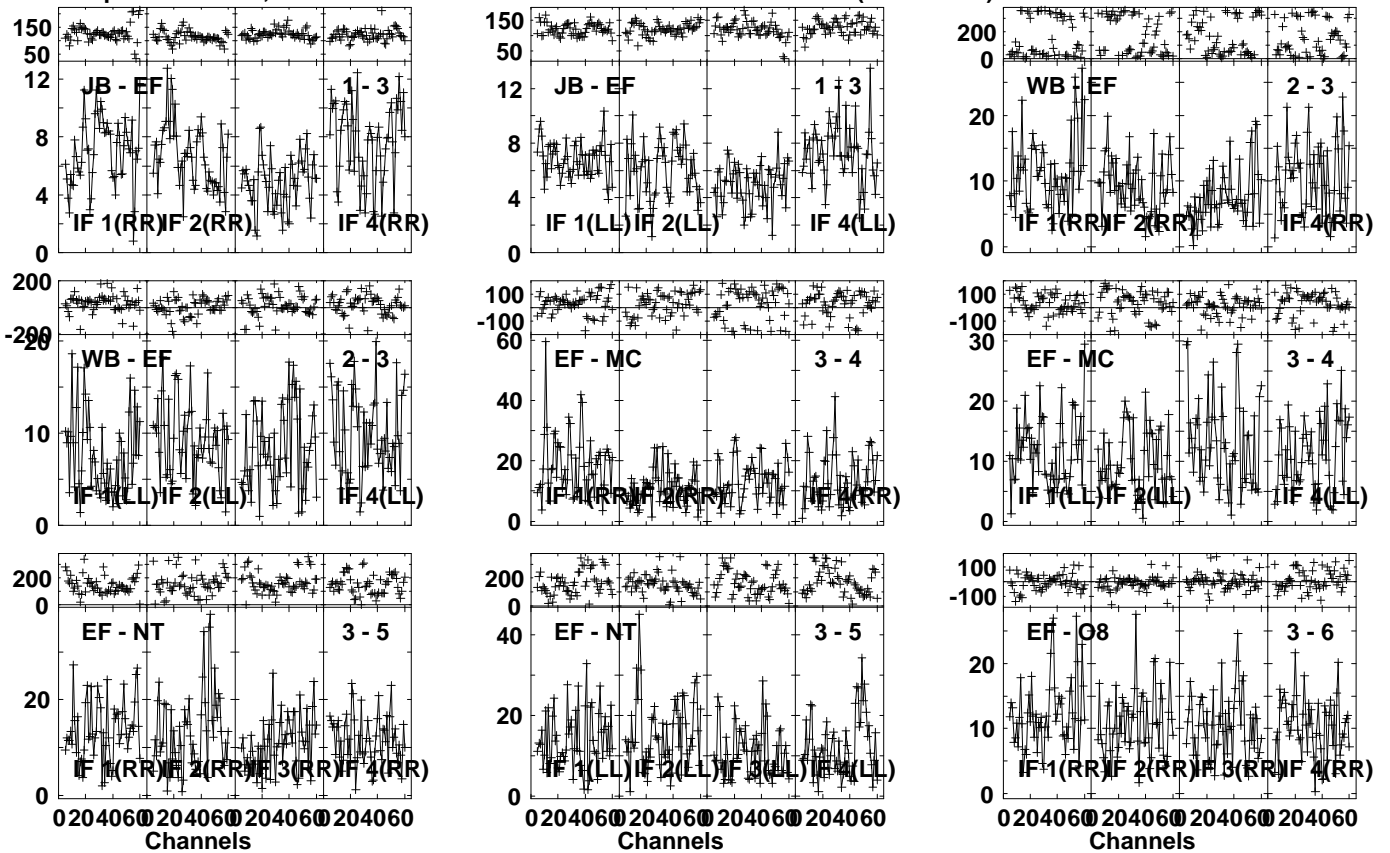 150
50
12
8
4
0
JB - EF
1 - 3
IF 1(RR)
IF 2(RR)
IF 4(RR)
150
50
12
8
4
0
JB - EF
1 - 3
IF 1(LL)
IF 2(LL)
IF 4(LL)
200
0
20
10
0
WB - EF
2 - 3
IF 1(RR)
IF 2(RR)
IF 4(RR)
200
-200
20
10
0
WB - EF
2 - 3
IF 1(LL)
IF 2(LL)
IF 4(LL)
100
-100
60
40
20
0
EF - MC
3 - 4
IF 1(RR)
IF 2(RR)
IF 4(RR)
100
-100
30
20
10
0
EF - MC
3 - 4
IF 1(LL)
IF 2(LL)
IF 4(LL)
200
0
20
0
EF - NT
3 - 5
IF 1(RR)
IF 2(RR)
IF 3(RR)
IF 4(RR)
0 20 40 60 0 20 40 60 0 20 40 60 0 20 40 60
Channels
200
0
40
20
0
EF - NT
3 - 5
IF 1(LL)
IF 2(LL)
IF 3(LL)
IF 4(LL)
0 20 40 60 0 20 40 60 0 20 40 60 0 20 40 60
Channels
100
-100
20
10
0
EF - O8
3 - 6
IF 1(RR)
IF 2(RR)
IF 3(RR)
IF 4(RR)
0 20 40 60 0 20 40 60 0 20 40 60 0 20 40 60
Channels